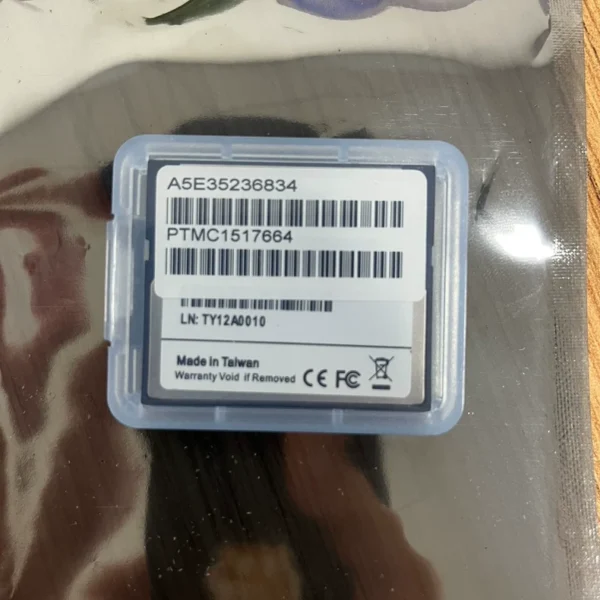 A5E35236834
PTMC1517664
LN: TY12A0010
Made in Taiwan
Warranty Void if Removed CE FC